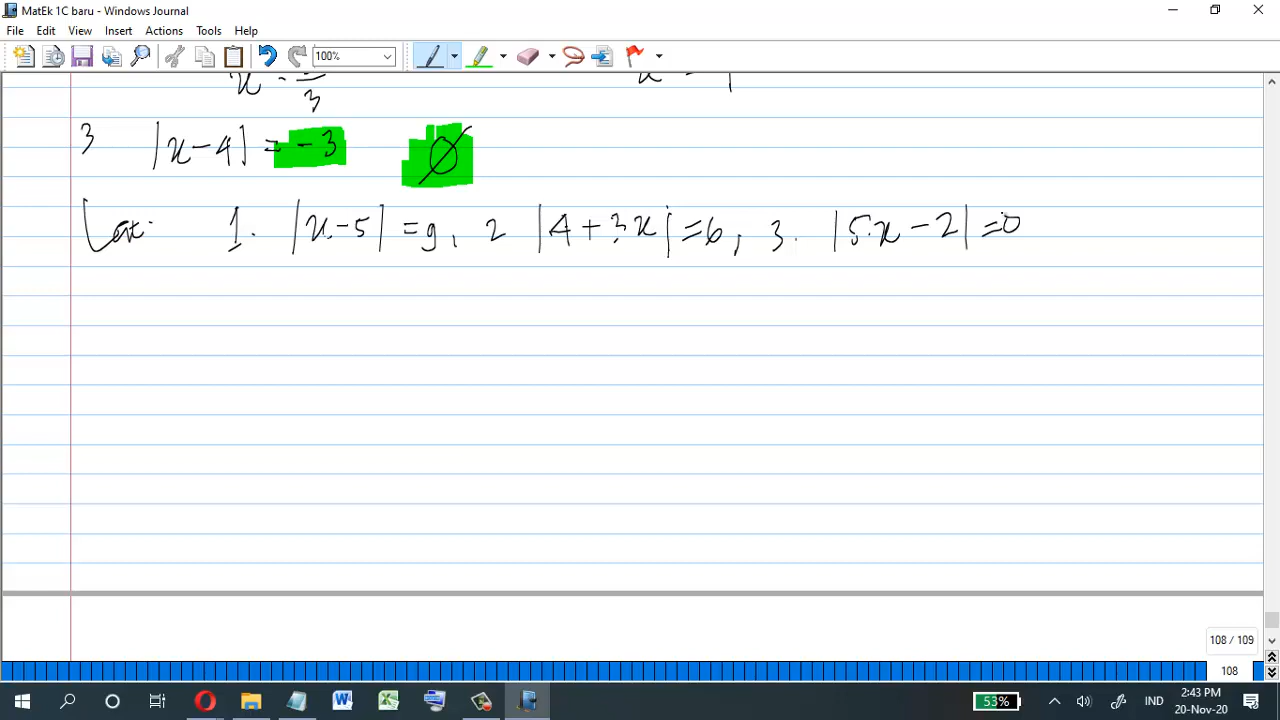 MatEk 1C baru - Windows Journal
File Edit View Insert Actions Tools Help
100%
x = 3
3 |x-4| = -3 ∅
Lat. 1. |x-5| = 9, 2 |4+3x| = 6, 3. |5x-2| = 0
108 / 109
108
53% IND 2:43 PM
20-Nov-20